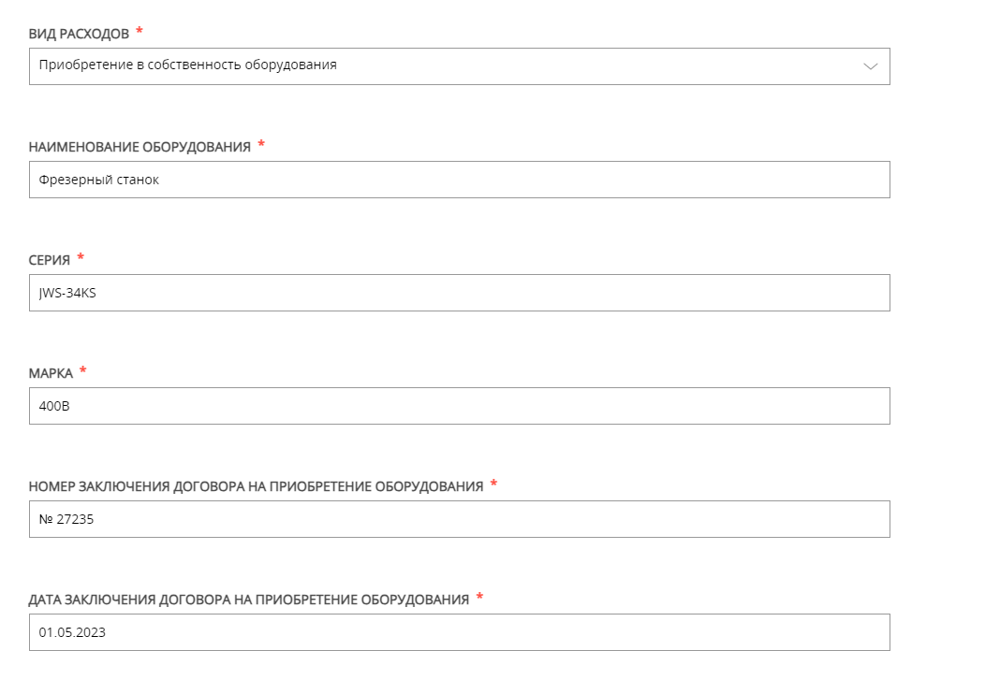 ВИД РАСХОДОВ *
Приобретение в собственность оборудования
НАИМЕНОВАНИЕ ОБОРУДОВАНИЯ *
Фрезерный станок
СЕРИЯ *
JWS-34KS
МАРКА *
400В
НОМЕР ЗАКЛЮЧЕНИЯ ДОГОВОРА НА ПРИОБРЕТЕНИЕ ОБОРУДОВАНИЯ *
№ 27235
ДАТА ЗАКЛЮЧЕНИЯ ДОГОВОРА НА ПРИОБРЕТЕНИЕ ОБОРУДОВАНИЯ *
01.05.2023